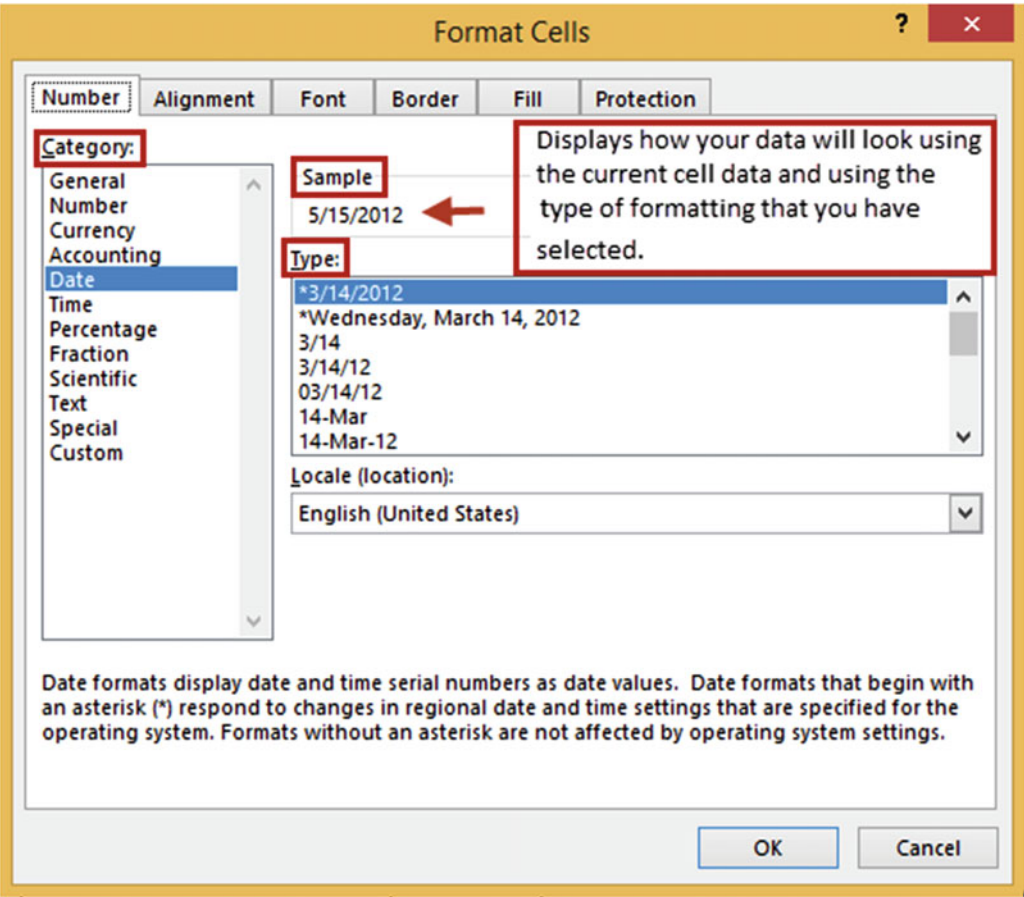 Format Cells
?
Number Alignment Font Border Fill Protection
Category:
General
Number
Currency
Accounting
Date
Time
Percentage
Fraction
Scientific
Text
Special
Custom
Sample
5/15/2012
Displays how your data will look using
the current cell data and using the
type of formatting that you have
selected.
Type:
*3/14/2012
*Wednesday, March 14, 2012
3/14
3/14/12
03/14/12
14-Mar
14-Mar-12
Locale (location):
English (United States)
Date formats display date and time serial numbers as date values. Date formats that begin with
an asterisk (*) respond to changes in regional date and time settings that are specified for the
operating system. Formats without an asterisk are not affected by operating system settings.
OK Cancel